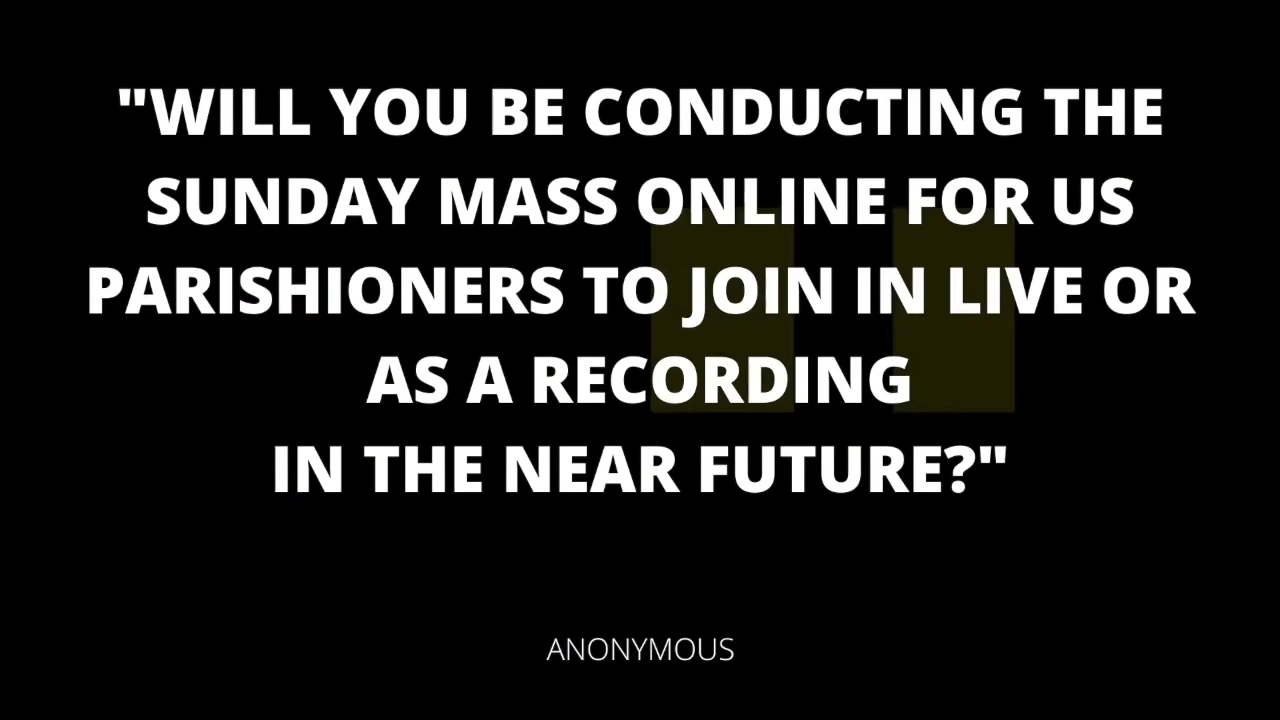 "WILL YOU BE CONDUCTING THE
SUNDAY MASS ONLINE FOR US
PARISHIONERS TO JOIN IN LIVE OR
AS A RECORDING
IN THE NEAR FUTURE?"
ANONYMOUS